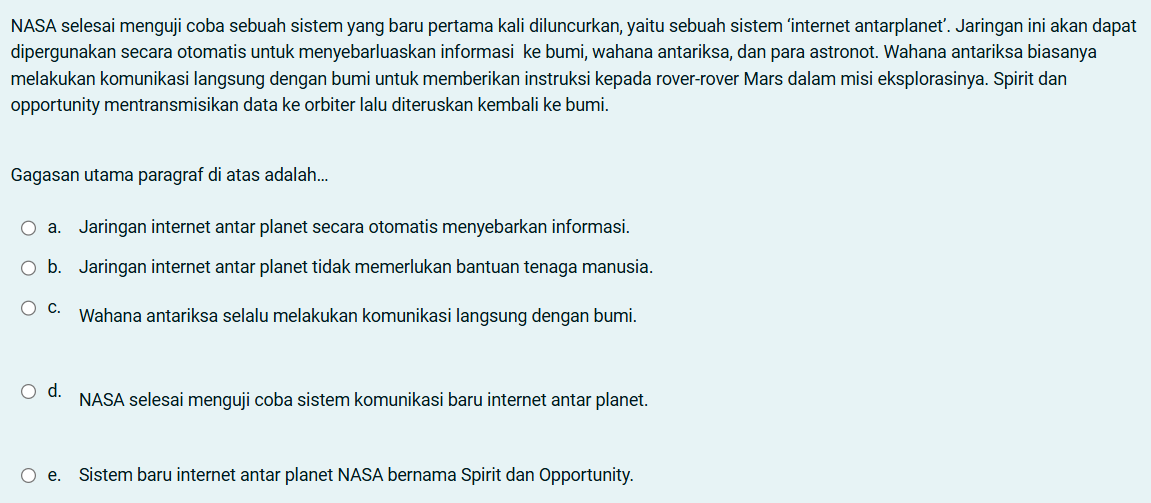 NASA selesai menguji coba sebuah sistem yang baru pertama kali diluncurkan, yaitu sebuah sistem ‘internet antarplanet’. Jaringan ini akan dapat
dipergunakan secara otomatis untuk menyebarluaskan informasi ke bumi, wahana antariksa, dan para astronot. Wahana antariksa biasanya
melakukan komunikasi langsung dengan bumi untuk memberikan instruksi kepada rover-rover Mars dalam misi eksplorasinya. Spirit dan
opportunity mentransmisikan data ke orbiter lalu diteruskan kembali ke bumi.
Gagasan utama paragraf di atas adalah...
a. Jaringan internet antar planet secara otomatis menyebarkan informasi.
b. Jaringan internet antar planet tidak memerlukan bantuan tenaga manusia.
c. Wahana antariksa selalu melakukan komunikasi langsung dengan bumi.
d. NASA selesai menguji coba sistem komunikasi baru internet antar planet.
e. Sistem baru internet antar planet NASA bernama Spirit dan Opportunity.